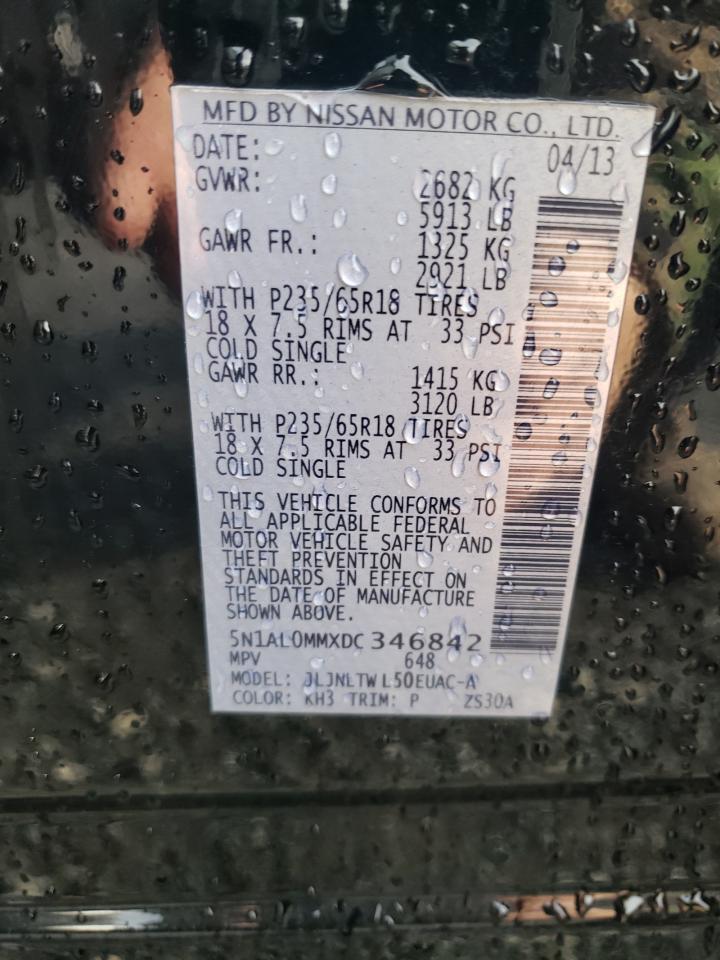 MFD BY NISSAN MOTOR CO., LTD.
DATE: 04/13
GVWR: 2682 KG
5913 LB
GAWR FR.: 1325 KG
2921 LB
WITH P235/65R18 TIRES
18 X 7.5 RIMS AT 33 PSI
COLD SINGLE
GAWR RR.: 1415 KG
3120 LB
WITH P235/65R18 TIRES
18 X 7.5 RIMS AT 33 PSI
COLD SINGLE
THIS VEHICLE CONFORMS TO
ALL APPLICABLE FEDERAL
MOTOR VEHICLE SAFETY AND
THEFT PREVENTION
STANDARDS IN EFFECT ON
THE DATE OF MANUFACTURE
SHOWN ABOVE.
5N1AL0MMXDC346842
MPV 648
MODEL: JLJNLTWL50EUAC-A
COLOR: KH3 TRIM: P ZS30A